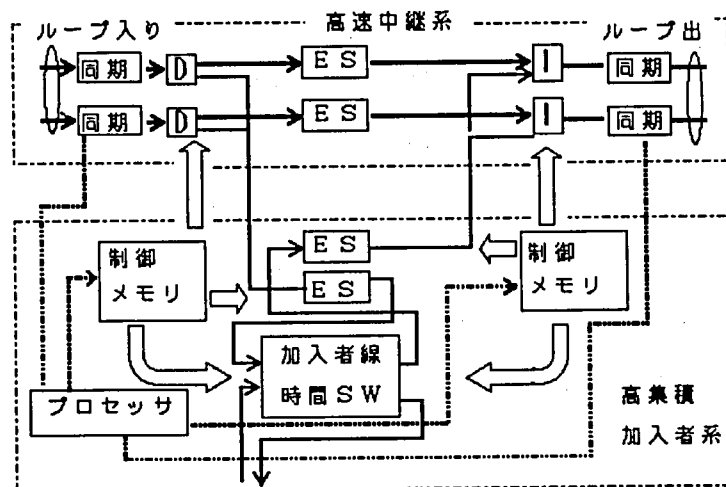 ループ入り
高速中継系
ループ出
同期
D
ES
I
同期
同期
D
ES
I
同期
制御
メモリ
ES
ES
制御
メモリ
加入者線
時間SW
プロセッサ
高集積
加入者系